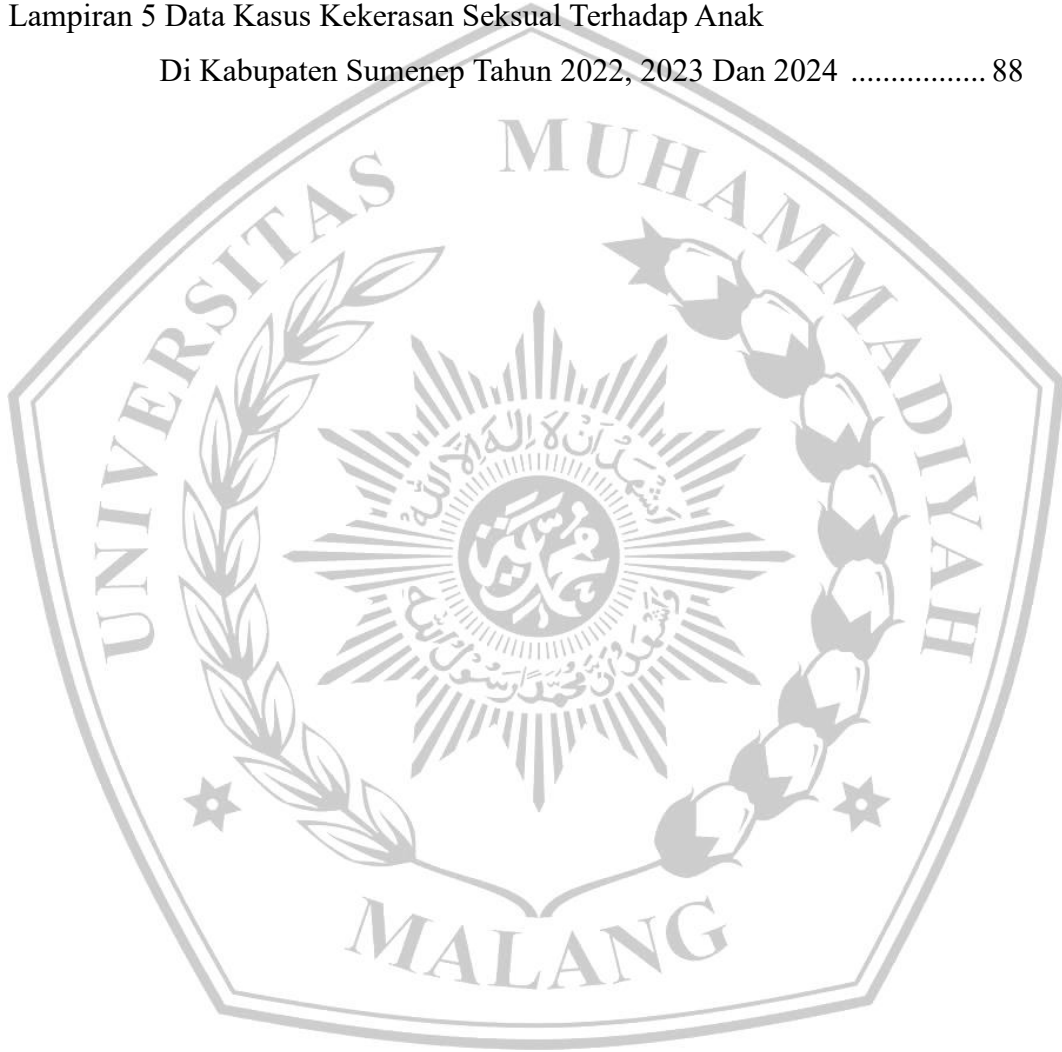 Lampiran 5 Data Kasus Kekerasan Seksual Terhadap Anak
Di Kabupaten Sumenep Tahun 2022, 2023 Dan 2024 ................. 88
UNIVERSITAS MUHAMMADIYAH
MALANG